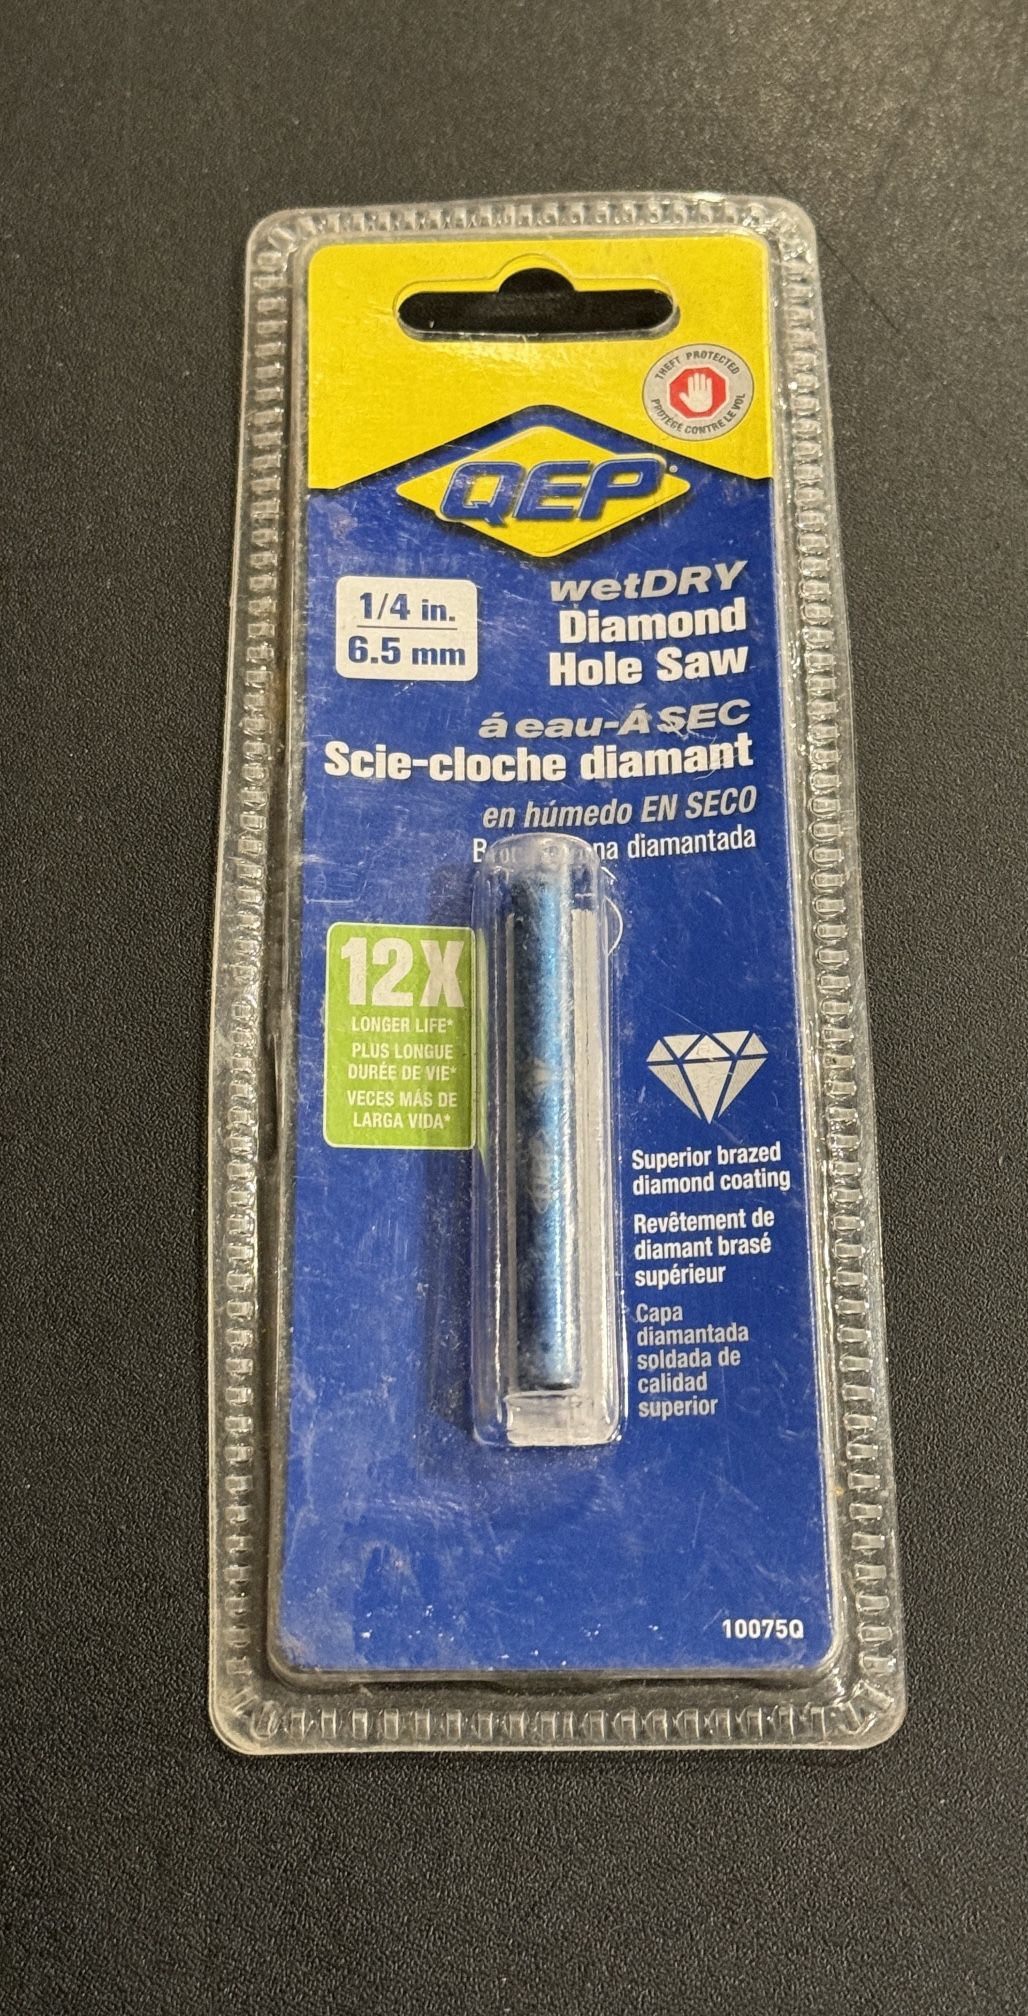 THEFT PROTECTED
PROTÉGÉ CONTRE LE VOL
QEP®
1/4 in.
6.5 mm
wetDRY
Diamond
Hole Saw
á eau-Á SEC
Scie-cloche diamant
en húmedo EN SECO
diamantada
12X
LONGER LIFE*
PLUS LONGUE
DURÉE DE VIE*
VECES MÁS DE
LARGA VIDA*
Superior brazed
diamond coating
Revêtement de
diamant brasé
supérieur
Capa
diamantada
soldada de
calidad
superior
10075Q